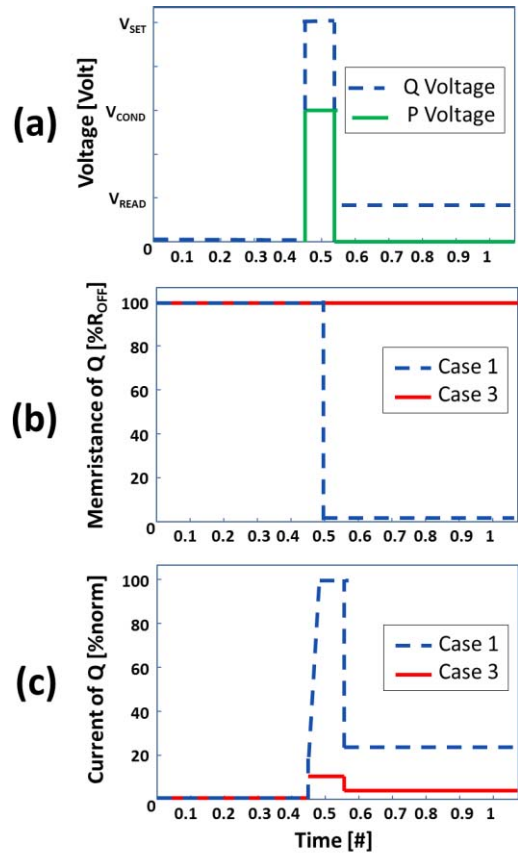 (a)
Voltage [Volt]
V_SET
V_COND
V_READ
0
0.1 0.2 0.3 0.4 0.5 0.6 0.7 0.8 0.9 1
Q Voltage
P Voltage
(b)
Memristance of Q [%R_OFF]
100
80
60
40
20
0
0.1 0.2 0.3 0.4 0.5 0.6 0.7 0.8 0.9 1
Case 1
Case 3
(c)
Current of Q [%norm]
100
80
60
40
20
0
0.1 0.2 0.3 0.4 0.5 0.6 0.7 0.8 0.9 1
Case 1
Case 3
Time [#]